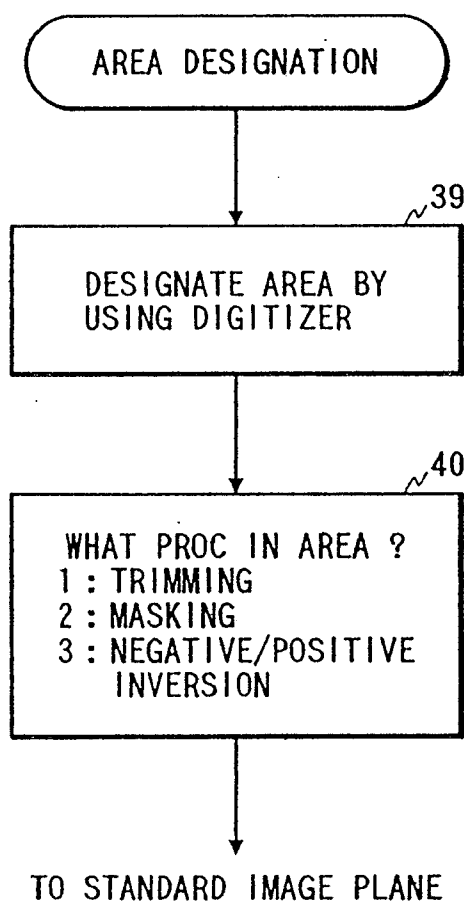 AREA DESIGNATION
39
DESIGNATE AREA BY
USING DIGITIZER
40
WHAT PROC IN AREA ?
1 : TRIMMING
2 : MASKING
3 : NEGATIVE/POSITIVE
INVERSION
TO STANDARD IMAGE PLANE